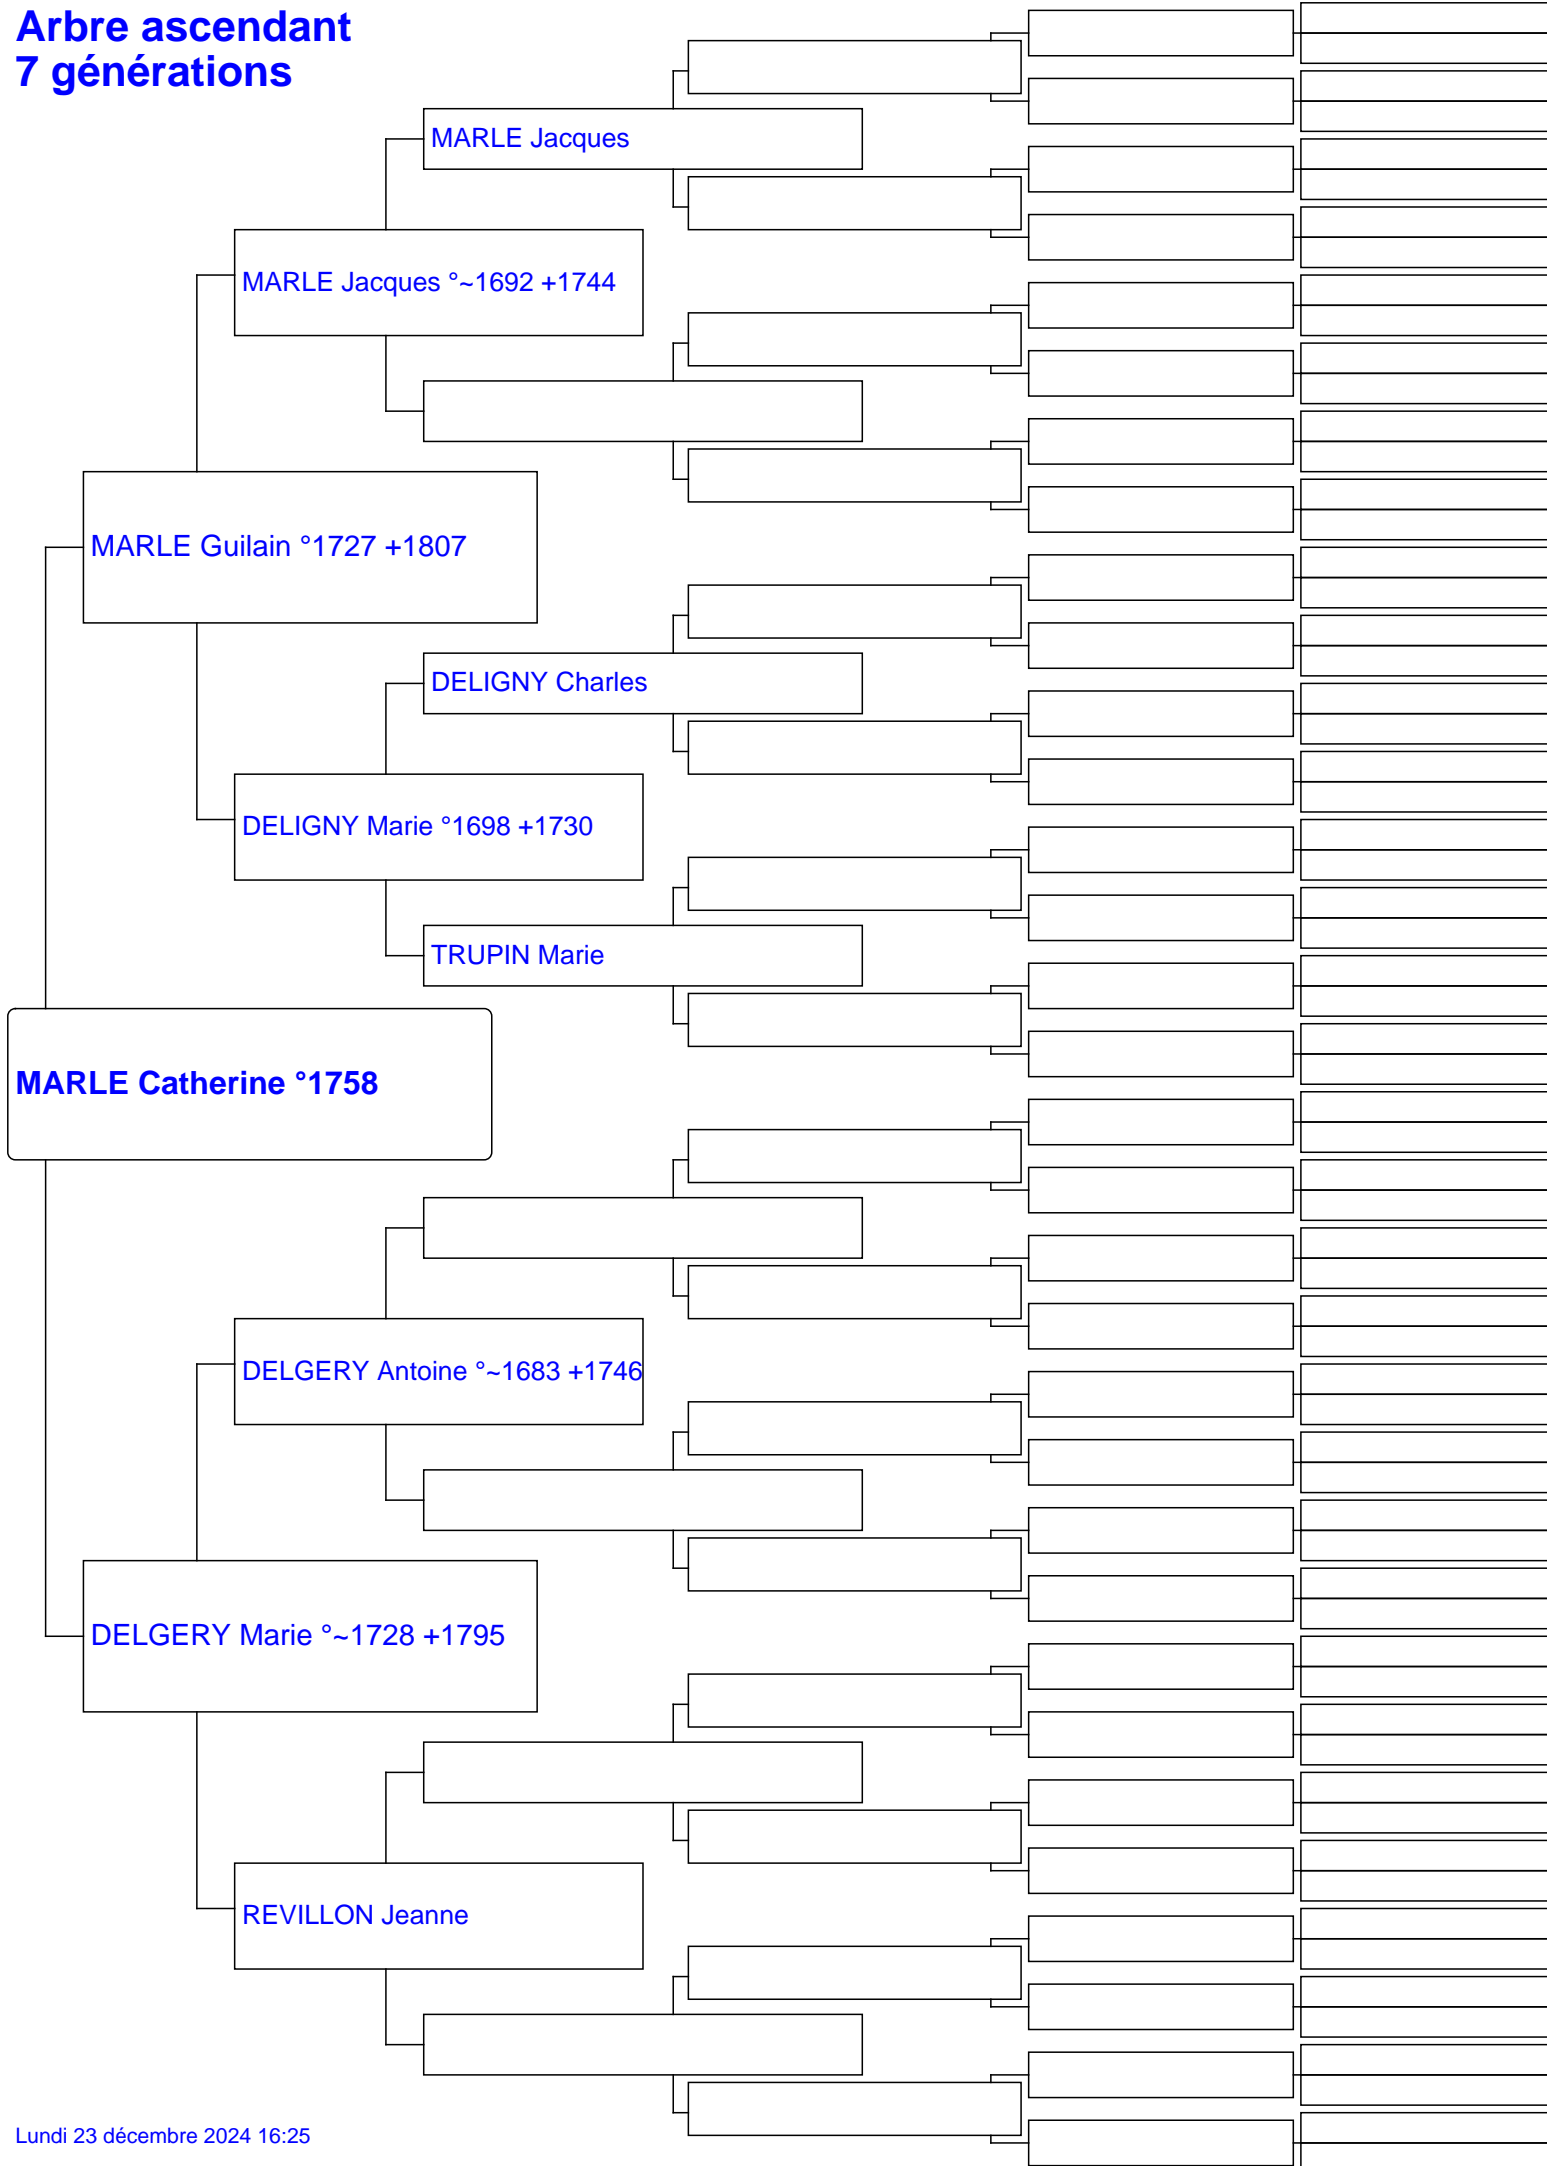 Arbre ascendant
7 générations
MARLE Jacques
MARLE Jacques °~1692 +1744
MARLE Guilain °1727 +1807
DELIGNY Charles
DELIGNY Marie °1698 +1730
TRUPIN Marie
MARLE Catherine °1758
DELGERY Antoine °~1683 +1746
DELGERY Marie °~1728 +1795
REVILLON Jeanne
Lundi 23 décembre 2024 16:25